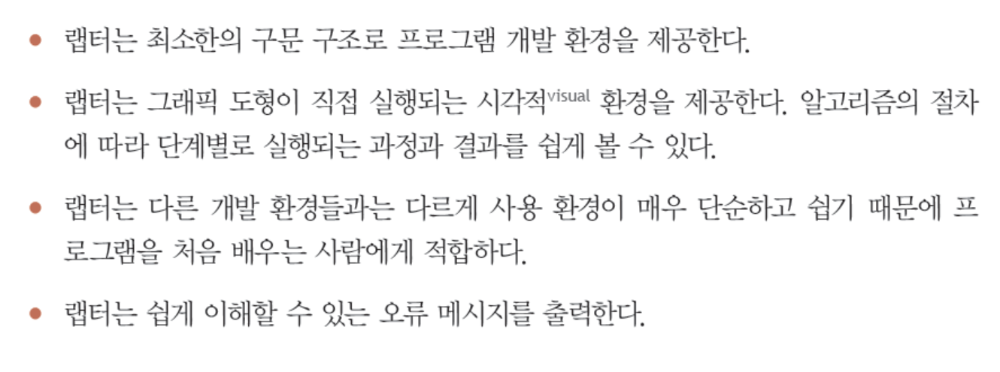 • 랩터는 최소한의 구문 구조로 프로그램 개발 환경을 제공한다.
• 랩터는 그래픽 도형이 직접 실행되는 시각적visual 환경을 제공한다. 알고리즘의 절차
에 따라 단계별로 실행되는 과정과 결과를 쉽게 볼 수 있다.
• 랩터는 다른 개발 환경들과는 다르게 사용 환경이 매우 단순하고 쉽기 때문에 프
로그램을 처음 배우는 사람에게 적합하다.
• 랩터는 쉽게 이해할 수 있는 오류 메시지를 출력한다.